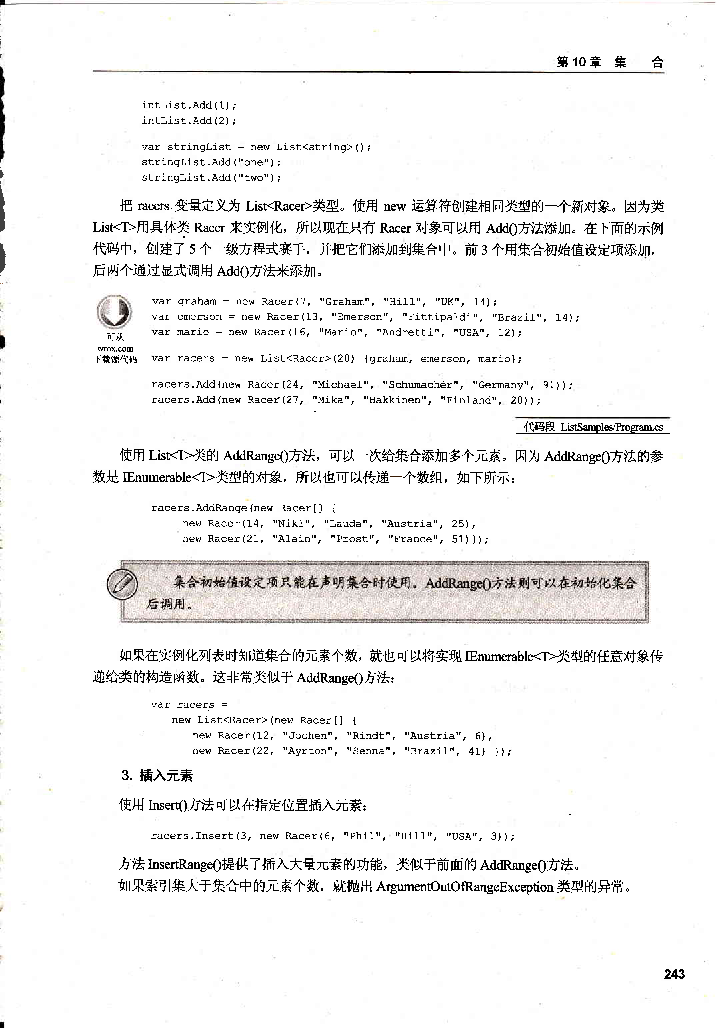 第10章 集 合
intList.Add(1);
intList.Add(2);
var stringList = new List<string>();
stringList.Add("one");
stringList.Add("two");
把 racers 变量定义为 List<Racer>类型。使用 new 运算符创建相同类型的一个新对象。因为类
List<T>用具体类 Racer 来实例化，所以现在只有 Racer 对象可以用 Add()方法添加。在下面的示例
代码中，创建了 5 个一级方程式赛手，并把它们添加到集合中。前 3 个用集合初始值设定项添加，
后两个通过显式调用 Add()方法来添加。
var graham = new Racer(7, "Graham", "Hill", "UK", 14);
var emerson = new Racer(13, "Emerson", "Fittipaldi", "Brazil", 14);
var mario = new Racer(16, "Mario", "Andretti", "USA", 12);
可从
wrox.com
下载源代码
var racers = new List<Racer>(20) {graham, emerson, mario};
racers.Add(new Racer(24, "Michael", "Schumacher", "Germany", 91));
racers.Add(new Racer(27, "Mika", "Hakkinen", "Finland", 20));
代码段 ListSamples/Program.cs
使用 List<T>类的 AddRange()方法，可以一次给集合添加多个元素。因为 AddRange()方法的参
数是 IEnumerable<T>类型的对象，所以也可以传递一个数组，如下所示：
racers.AddRange(new Racer[] {
new Racer(14, "Niki", "Lauda", "Austria", 25),
new Racer(21, "Alain", "Prost", "France", 51)});
集合初始值设定项只能在声明集合时使用。AddRange()方法则可以在初始化集合
后调用。
如果在实例化列表时知道集合的元素个数，就也可以将实现 IEnumerable<T>类型的任意对象传
递给类的构造函数。这非常类似于 AddRange()方法：
var racers =
new List<Racer>(new Racer[] {
new Racer(12, "Jochen", "Rindt", "Austria", 6),
new Racer(22, "Ayrton", "Senna", "Brazil", 41) });
3. 插入元素
使用 Insert()方法可以在指定位置插入元素：
racers.Insert(3, new Racer(6, "Phil", "Hill", "USA", 3));
方法 InsertRange()提供了插入大量元素的功能，类似于前面的 AddRange()方法。
如果索引集大于集合中的元素个数，就抛出 ArgumentOutOfRangeException 类型的异常。
243